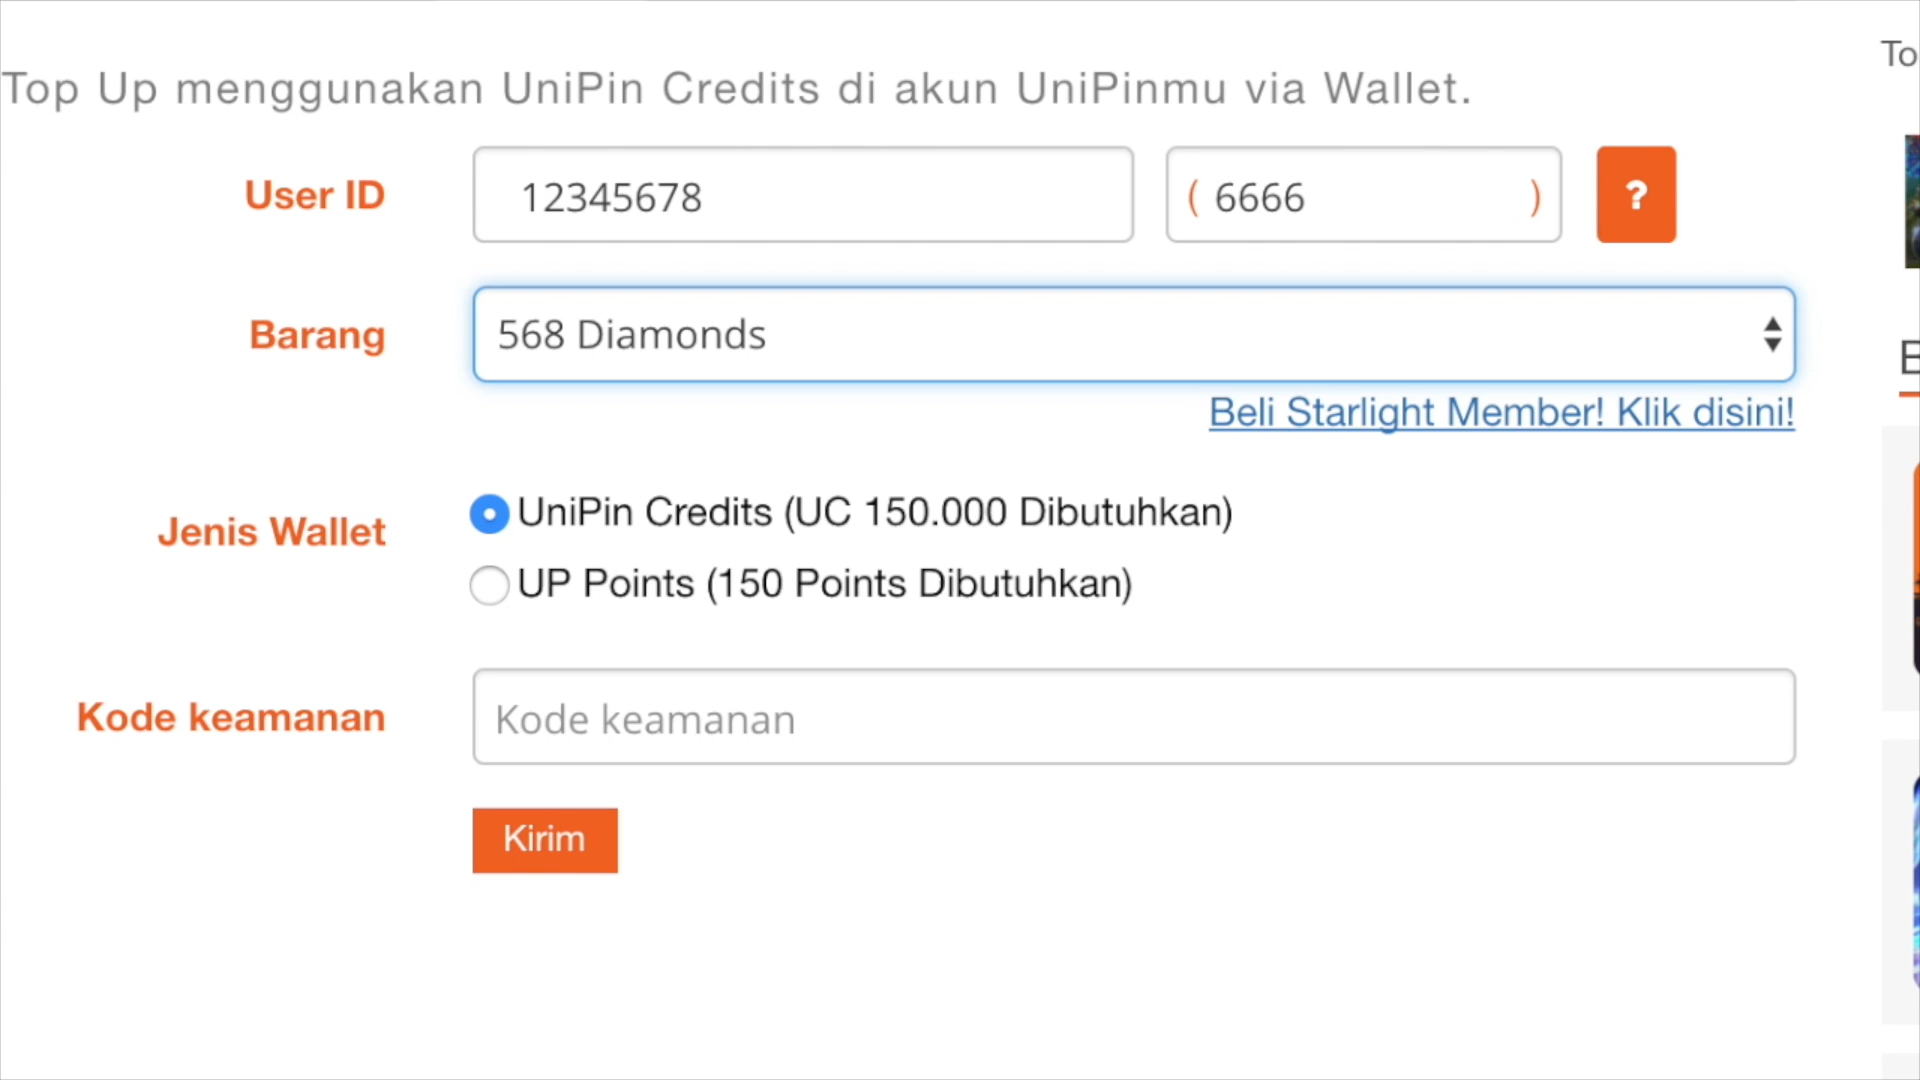 Top Up menggunakan UniPin Credits di akun UniPinmu via Wallet.
To
User ID
12345678
( 6666 )
?
Barang
568 Diamonds
Beli Starlight Member! Klik disini!
Jenis Wallet
UniPin Credits (UC 150.000 Dibutuhkan)
UP Points (150 Points Dibutuhkan)
Kode keamanan
Kode keamanan
Kirim